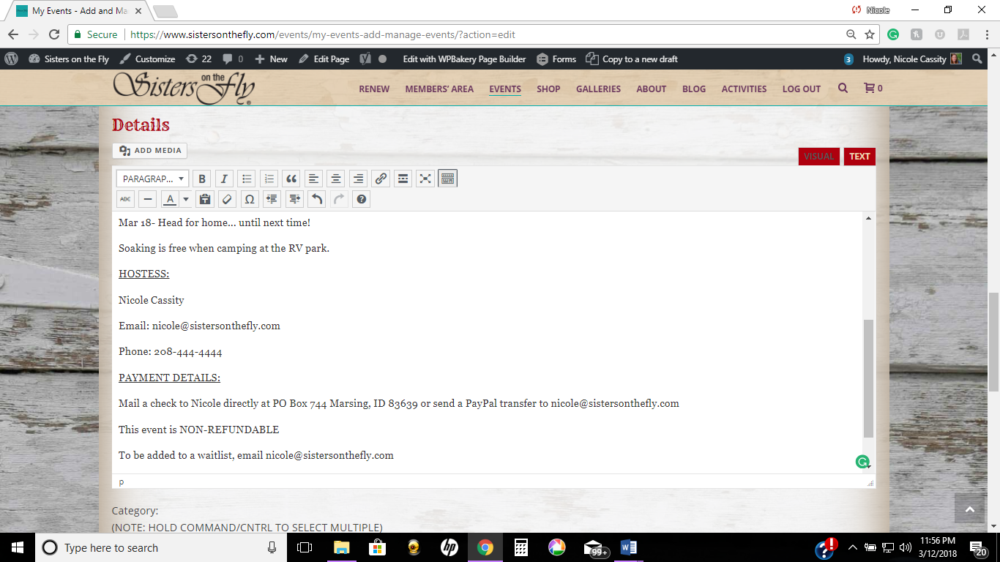 My Events - Add and Ma
Nicole
Secure https://www.sistersonthefly.com/events/my-events-add-manage-events/?action=edit
Sisters on the Fly Customize 22 0 New Edit Page Edit with WPBakery Page Builder Forms Copy to a new draft 3 Howdy, Nicole Cassity
Sisters on the Fly RENEW MEMBERS' AREA EVENTS SHOP GALLERIES ABOUT BLOG ACTIVITIES LOG OUT 0
Details
ADD MEDIA
VISUAL TEXT
PARAGRAP... B I
ABC A Ω
Mar 18- Head for home... until next time!
Soaking is free when camping at the RV park.
HOSTESS:
Nicole Cassity
Email: nicole@sistersonthefly.com
Phone: 208-444-4444
PAYMENT DETAILS:
Mail a check to Nicole directly at PO Box 744 Marsing, ID 83639 or send a PayPal transfer to nicole@sistersonthefly.com
This event is NON-REFUNDABLE
To be added to a waitlist, email nicole@sistersonthefly.com
p
Category:
(NOTE: HOLD COMMAND/CNTRL TO SELECT MULTIPLE)
Type here to search
99+
11:56 PM
3/12/2018
20